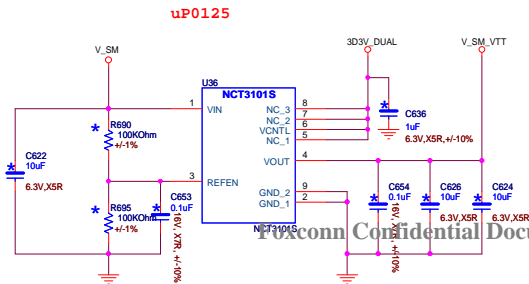 uP0125
V_SM
3D3V_DUAL
V_SM_VTT
U36
NCT3101S
1
VIN
NC_3
8
NC_2
7
VCNTL
6
NC_1
5
VOUT
4
3
REFEN
GND_2
9
GND_1
2
NCT3101S
*
R690
100KOhm
+/-1%
*
C622
10uF
6.3V,X5R
*
R695
100KOhm
+/-1%
*
C653
0.1uF
16V, X7R, +/-10%
*
C636
1uF
6.3V,X5R,+/-10%
*
C654
0.1uF
16V, X7R, +/-10%
*
C626
10uF
6.3V,X5R
*
C624
10uF
6.3V,X5R
Foxconn Confidential Docu